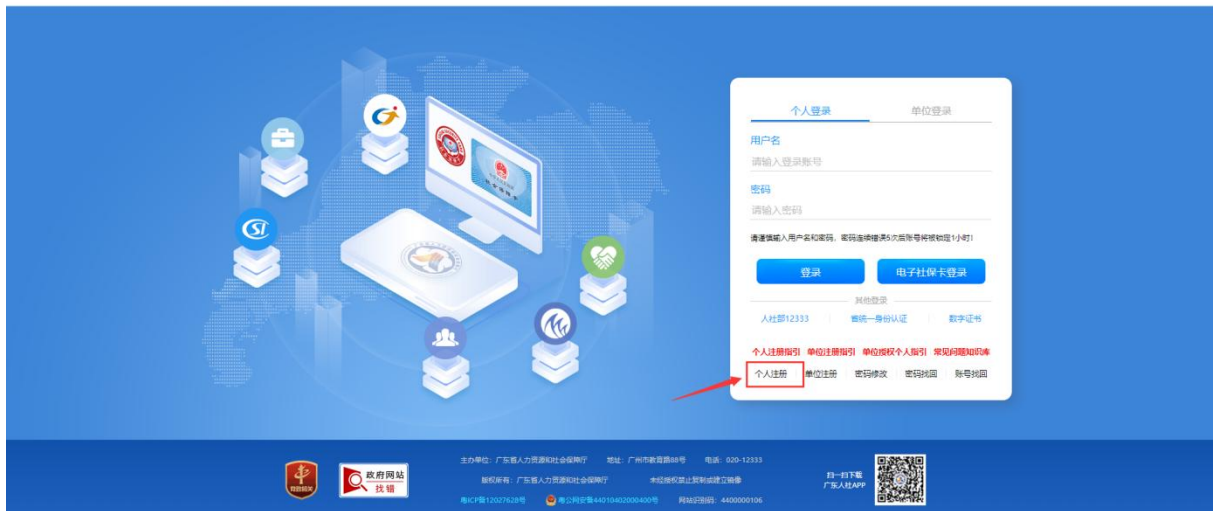 个人登录 单位登录
用户名
请输入登录账号
密码
请输入密码
请谨慎输入用户名和密码，密码连续错误5次后账号将被锁定1小时！
登录 电子社保卡登录
其他登录
人社部12333 粤统一身份认证 数字证书
个人注册指引 单位注册指引 单位授权个人指引 常见问题知识库
个人注册 单位注册 密码修改 密码找回 账号找回
社会保障卡
党政机关
政府网站
找错
主办单位：广东省人力资源和社会保障厅 地址：广州市教育路88号 电话：020-12333
版权所有：广东省人力资源和社会保障厅 未经授权禁止复制或建立镜像
粤ICP备12027628号 粤公网安备44010402000400号 网站识别码：4400000106
扫一扫下载
广东人社APP